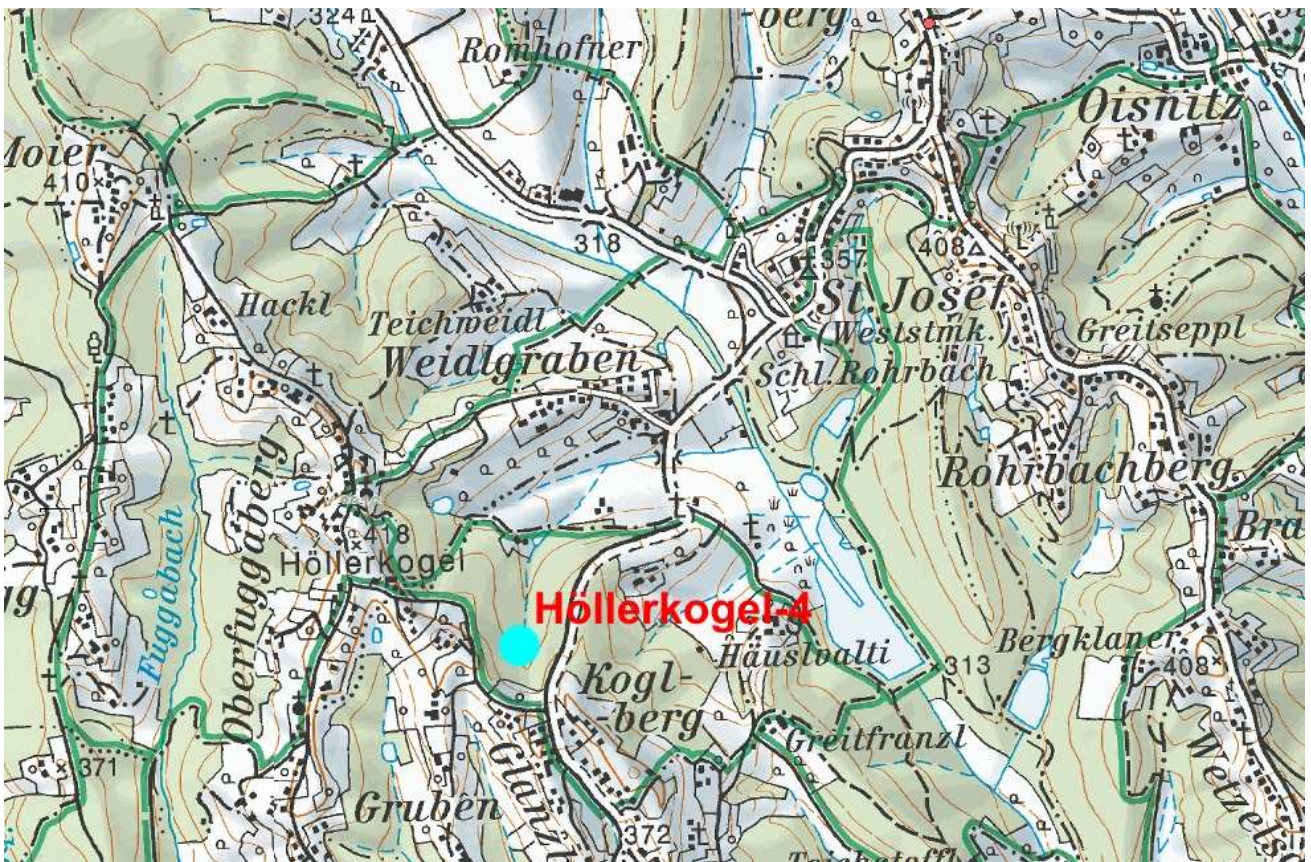 324
-berg
Romhofner
Oisnitz
Moier
410
318
408
357
St Josef
(Weststmk.)
Greitseppl
Hackl
Teichweidl
Weidlgraben
Schl. Rohrbach
Rohrbachberg
Oberfuggaberg
Fuggabach
418
Höllerkogel
Höllerkogel-4
Häuslvalti
Bergklaner
313
408
Kogl-
-berg
Greitfranzl
371
Gruben
372